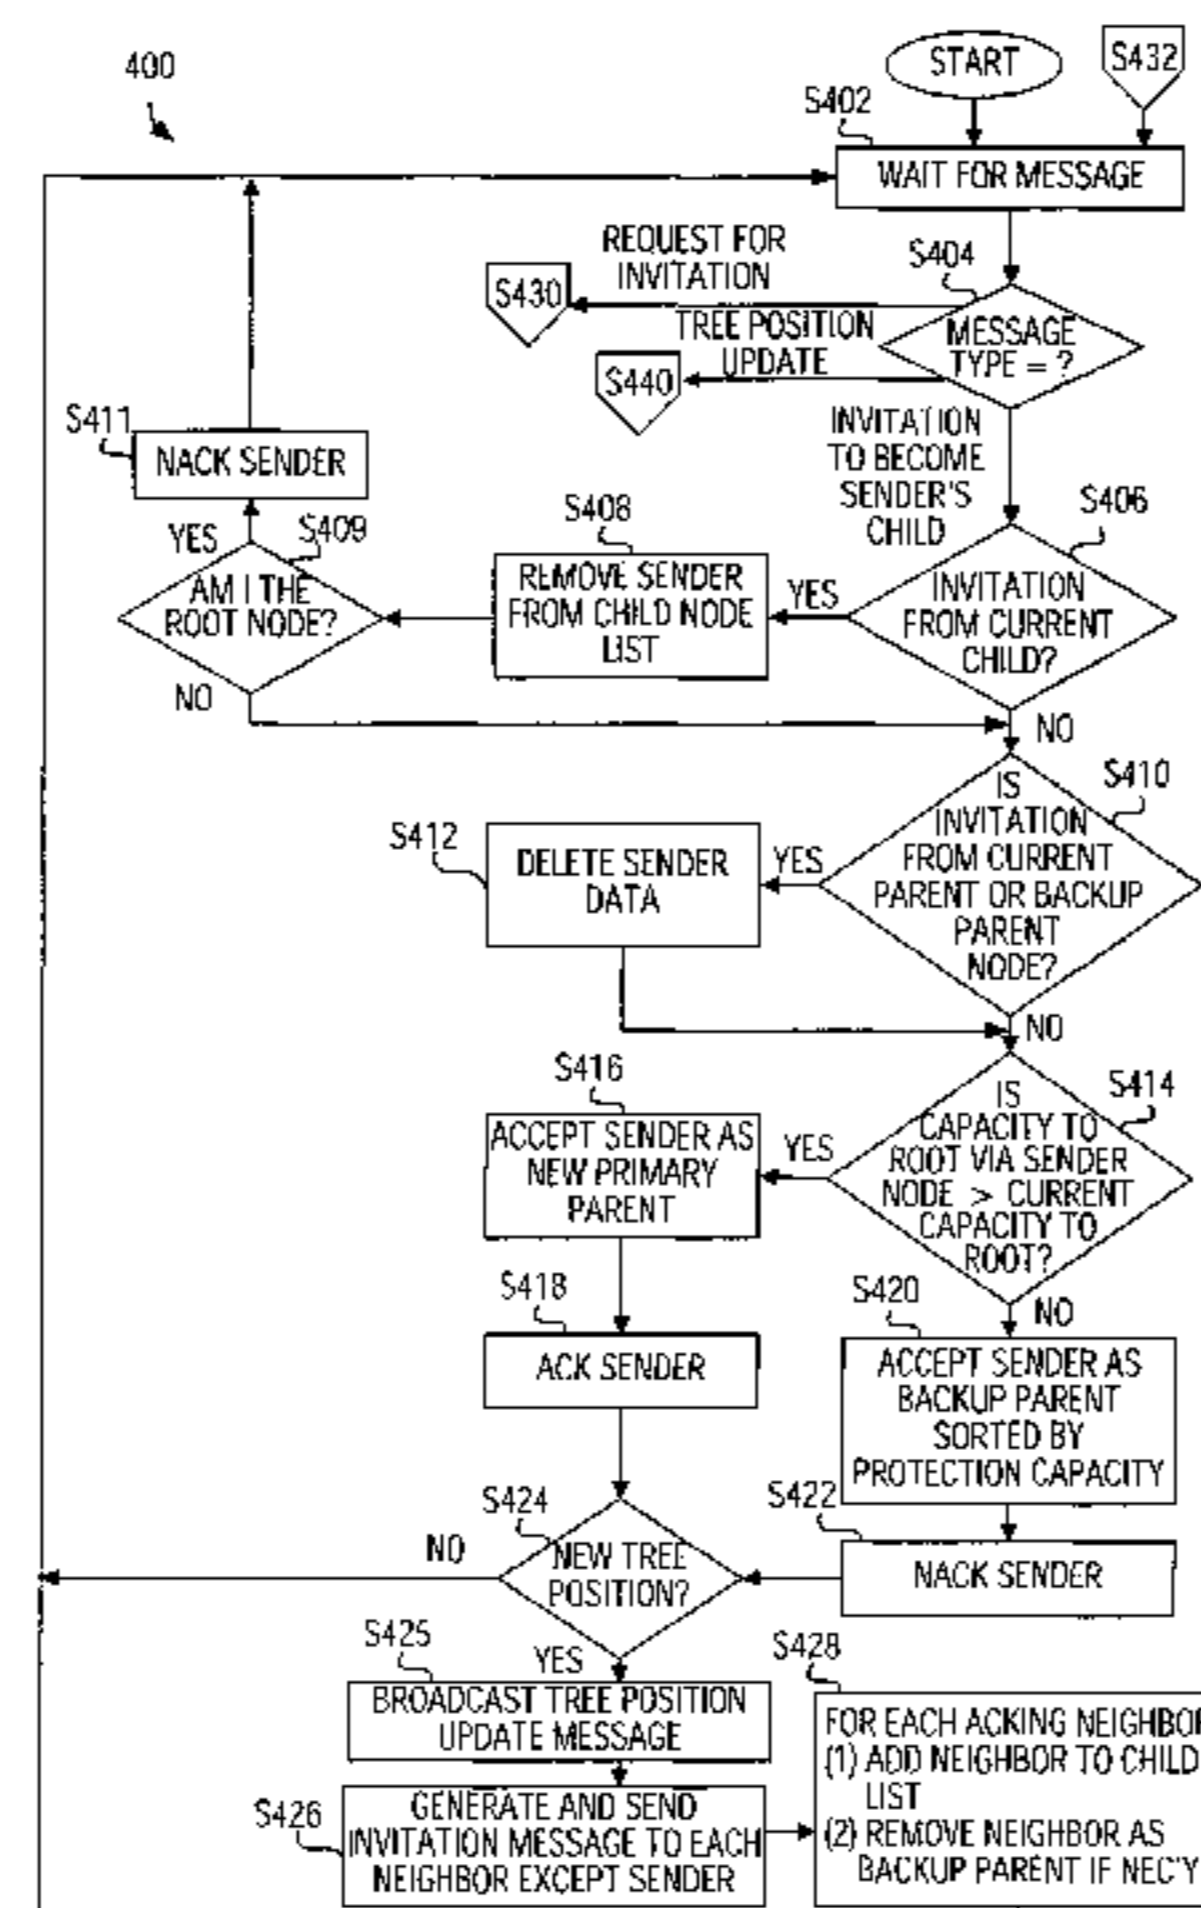 400
START
S432
S402
WAIT FOR MESSAGE
REQUEST FOR
INVITATION
S404
S430
TREE POSITION
UPDATE
MESSAGE
TYPE = ?
S440
INVITATION
TO BECOME
SENDER'S
CHILD
S411
NACK SENDER
YES
S409
AM I THE
ROOT NODE?
NO
S408
REMOVE SENDER
FROM CHILD NODE
LIST
YES
S406
INVITATION
FROM CURRENT
CHILD?
NO
S410
IS
INVITATION
FROM CURRENT
PARENT OR BACKUP
PARENT
NODE?
S412
DELETE SENDER
DATA
YES
NO
S414
IS
CAPACITY TO
ROOT VIA SENDER
NODE > CURRENT
CAPACITY TO
ROOT?
S416
ACCEPT SENDER AS
NEW PRIMARY
PARENT
YES
S418
ACK SENDER
S420
NO
ACCEPT SENDER AS
BACKUP PARENT
SORTED BY
PROTECTION CAPACITY
S422
NACK SENDER
S424
NEW TREE
POSITION?
NO
YES
S425
BROADCAST TREE POSITION
UPDATE MESSAGE
S426
GENERATE AND SEND
INVITATION MESSAGE TO EACH
NEIGHBOR EXCEPT SENDER
S428
FOR EACH ACKING NEIGHBOR
(1) ADD NEIGHBOR TO CHILD
LIST
(2) REMOVE NEIGHBOR AS
BACKUP PARENT IF NEC'Y